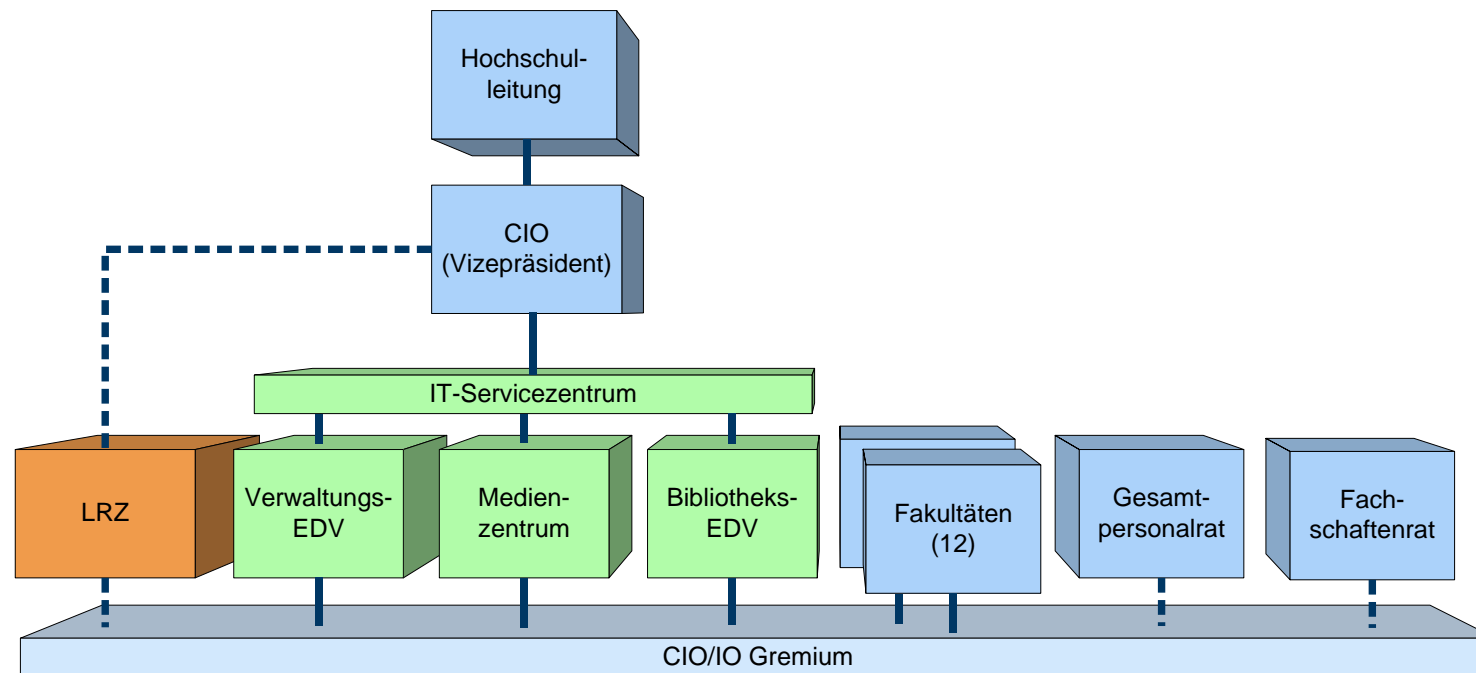 Hochschul-
leitung
CIO
(Vizepräsident)
IT-Servicezentrum
LRZ
Verwaltungs-
EDV
Medien-
zentrum
Bibliotheks-
EDV
Fakultäten
(12)
Gesamt-
personalrat
Fach-
schaftenrat
CIO/IO Gremium